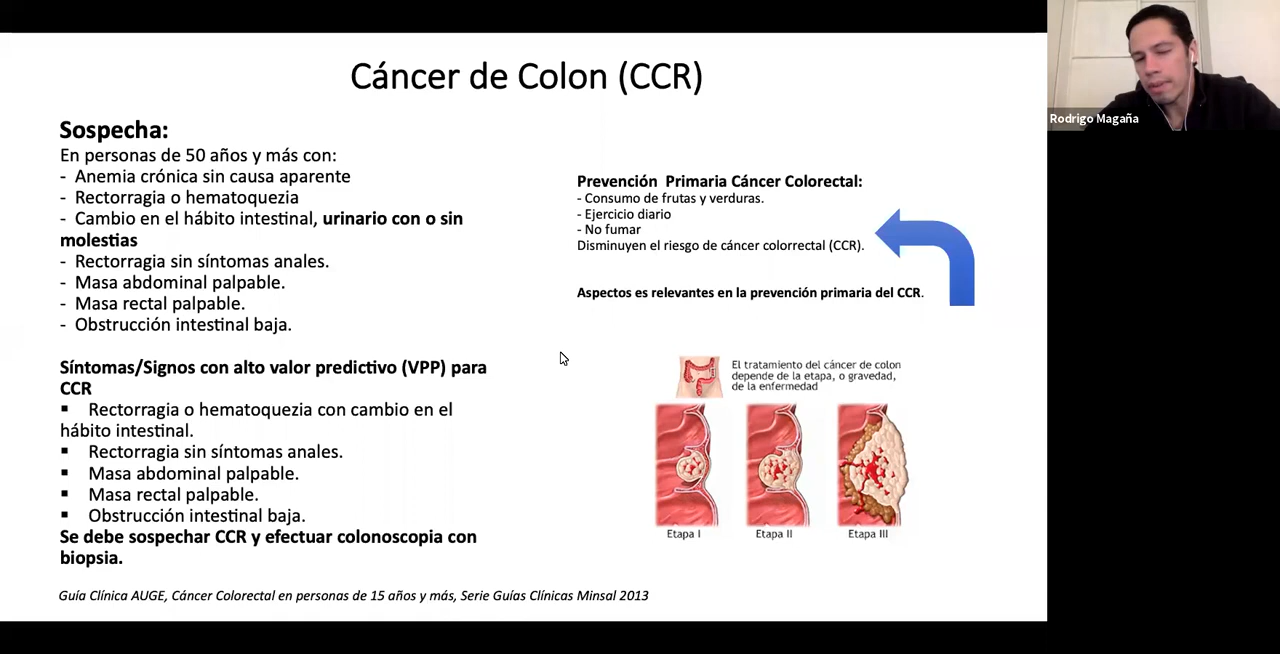 Cáncer de Colon (CCR)
Sospecha:
En personas de 50 años y más con:
- Anemia crónica sin causa aparente
- Rectorragia o hematoquezia
- Cambio en el hábito intestinal, urinario con o sin
molestias
- Rectorragia sin síntomas anales.
- Masa abdominal palpable.
- Masa rectal palpable.
- Obstrucción intestinal baja.
Síntomas/Signos con alto valor predictivo (VPP) para
CCR
▪ Rectorragia o hematoquezia con cambio en el
hábito intestinal.
▪ Rectorragia sin síntomas anales.
▪ Masa abdominal palpable.
▪ Masa rectal palpable.
▪ Obstrucción intestinal baja.
Se debe sospechar CCR y efectuar colonoscopia con
biopsia.
Guía Clínica AUGE, Cáncer Colorectal en personas de 15 años y más, Serie Guías Clínicas Minsal 2013
Prevención Primaria Cáncer Colorectal:
- Consumo de frutas y verduras.
- Ejercicio diario
- No fumar
Disminuyen el riesgo de cáncer colorrectal (CCR).
Aspectos es relevantes en la prevención primaria del CCR.
El tratamiento del cáncer de colon
depende de la etapa, o gravedad,
de la enfermedad
Etapa I
Etapa II
Etapa III
Rodrigo Magaña